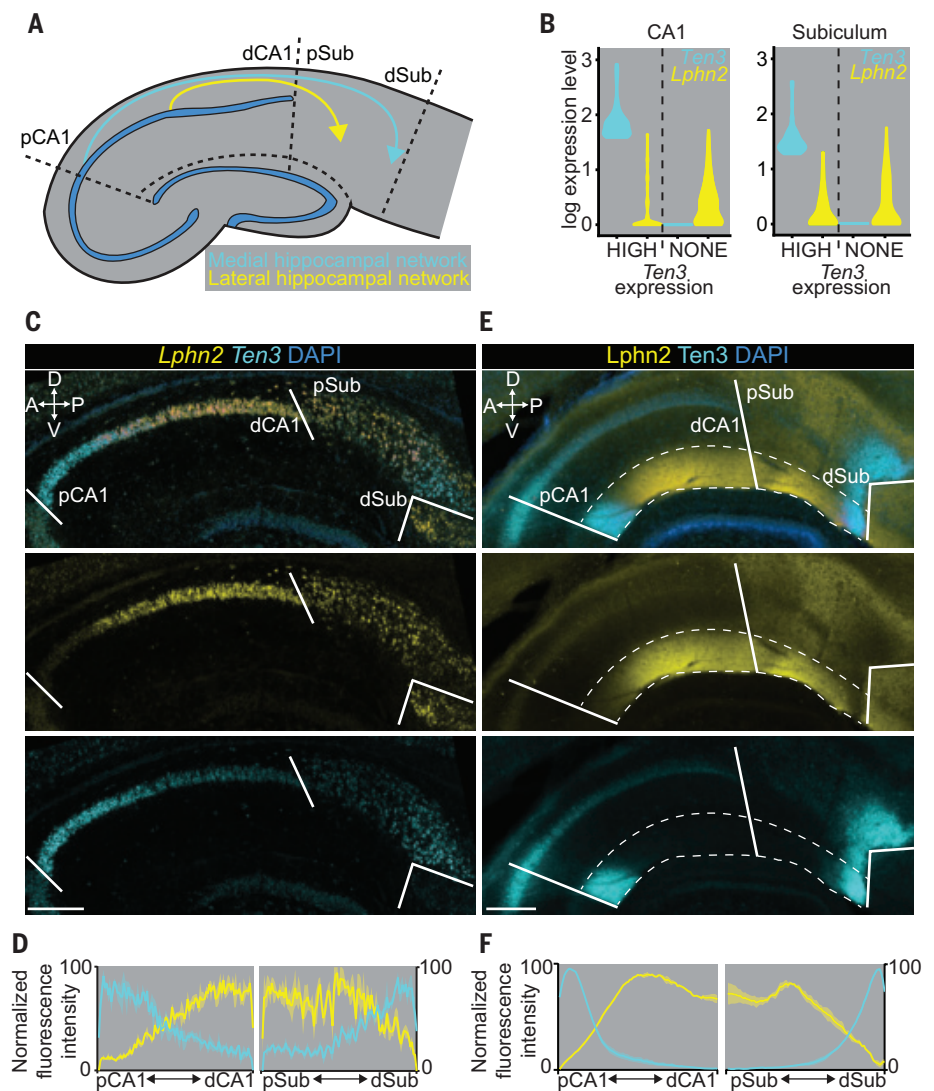 A
dCA1 pSub
dSub
pCA1
Medial hippocampal network
Lateral hippocampal network
B
CA1
Subiculum
Ten3
Lphn2
Ten3
Lphn2
log expression level
3
2
1
0
3
2
1
0
HIGH NONE
Ten3
expression
HIGH NONE
Ten3
expression
C
Lphn2 Ten3 DAPI
D
A P
V
pSub
dCA1
pCA1
dSub
E
Lphn2 Ten3 DAPI
D
A P
V
pSub
dCA1
pCA1
dSub
D
Normalized
fluorescence
intensity
100
0
100
0
pCA1 dCA1
pSub dSub
F
Normalized
fluorescence
intensity
100
0
100
0
pCA1 dCA1
pSub dSub